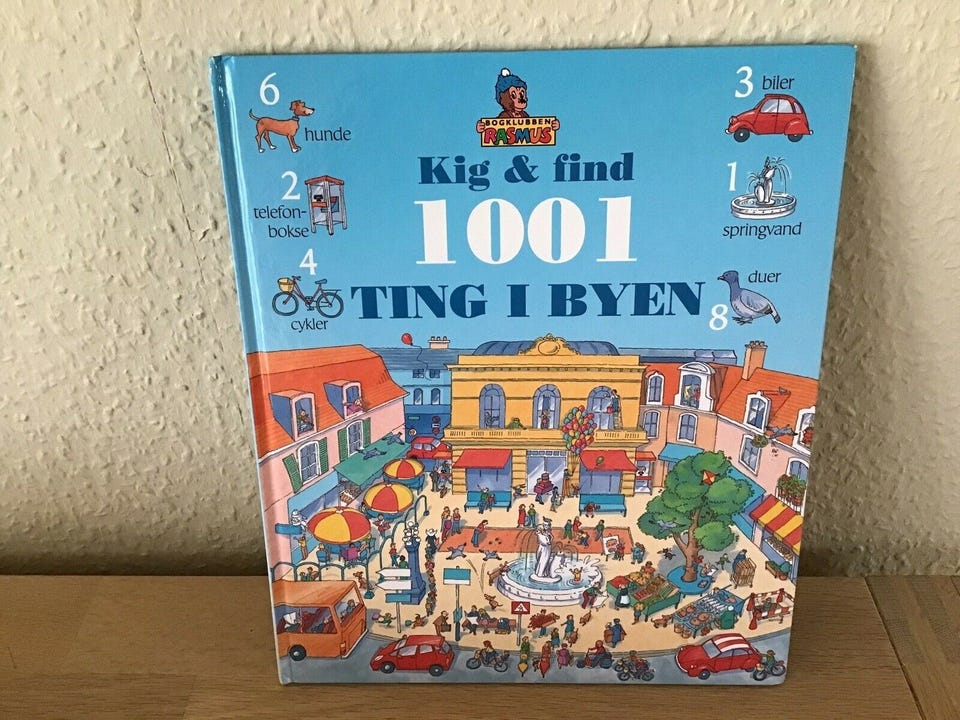 6
hunde
2
telefon-
bokse
4
cykler
BOGKLUBBEN
RASMUS
Kig & find
1001
TING I BYEN
3 biler
1
springvand
duer
8